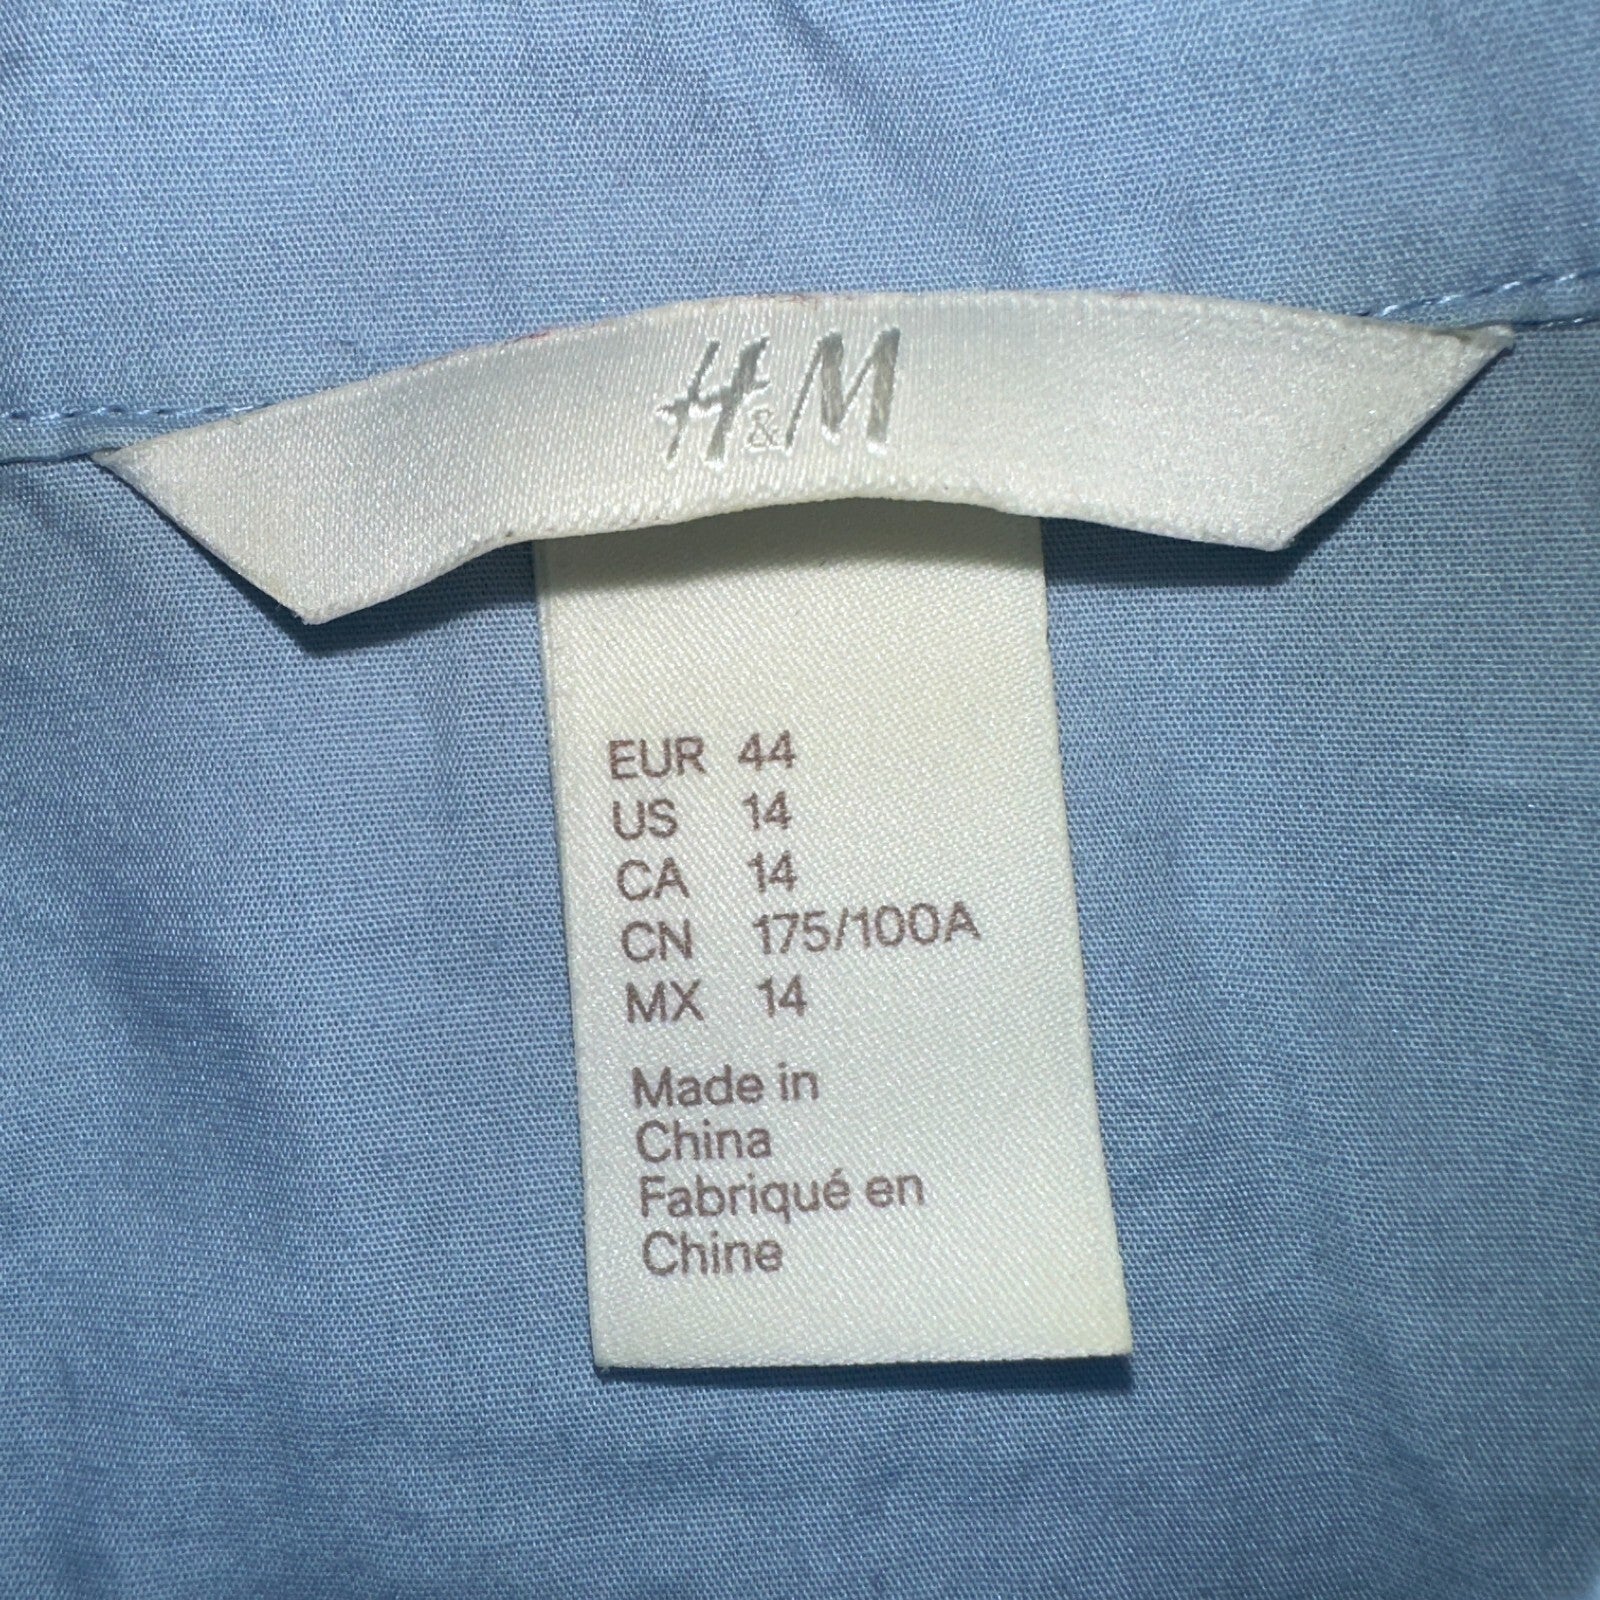 H&M
EUR 44
US 14
CA 14
CN 175/100A
MX 14
Made in
China
Fabriqué en
Chine